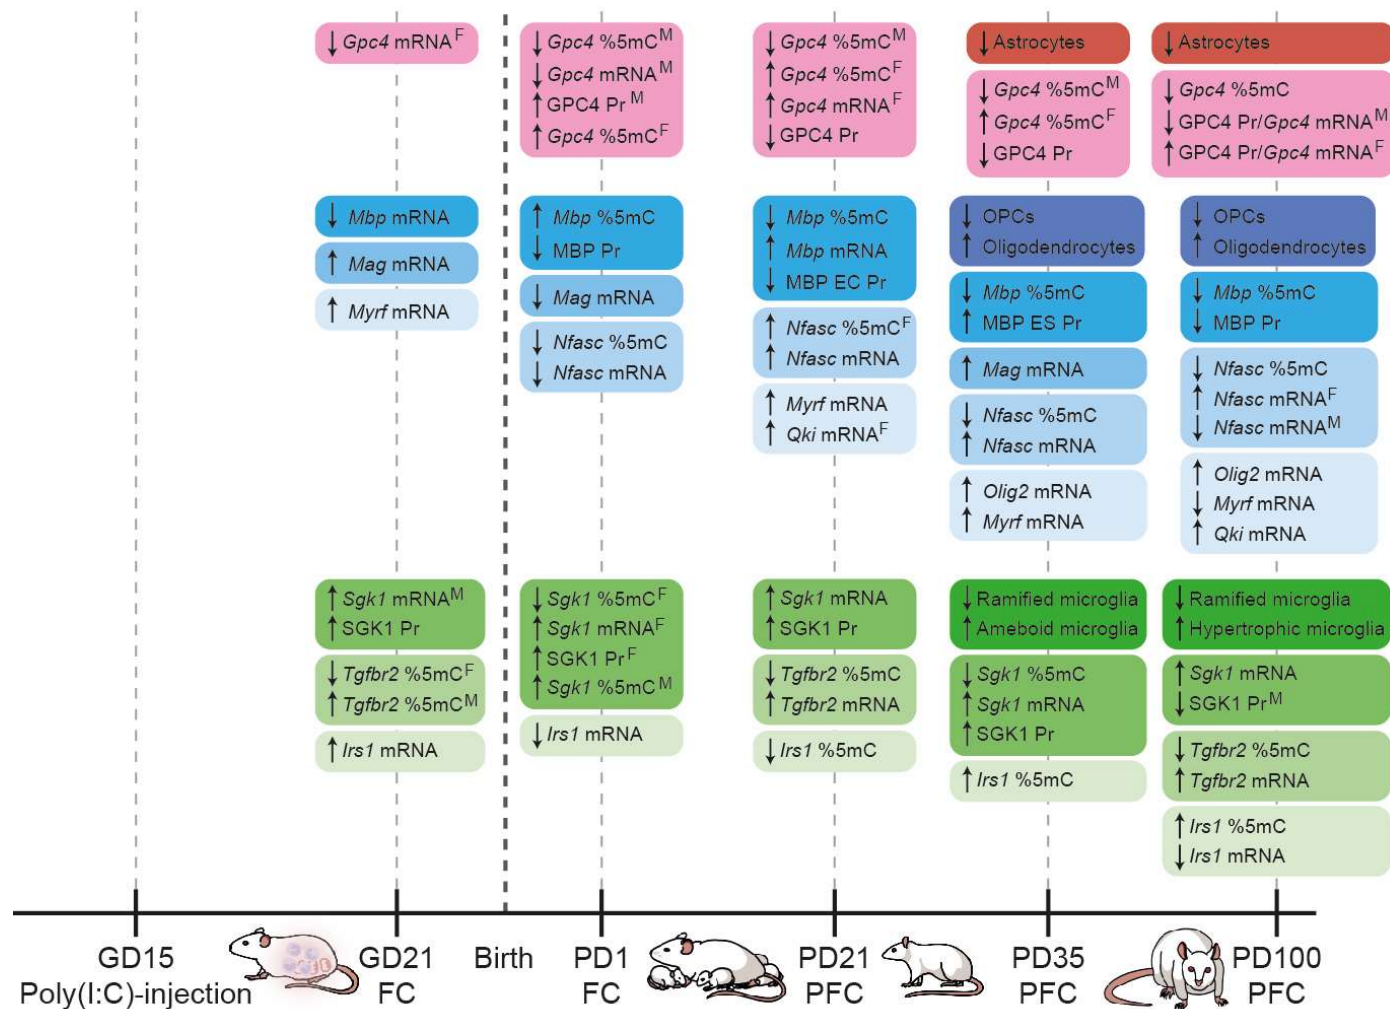 ↓ Gpc4 mRNA^F
↓ Gpc4 %5mC^M
↓ Gpc4 mRNA^M
↑ GPC4 Pr^M
↑ Gpc4 %5mC^F
↓ Gpc4 %5mC^M
↑ Gpc4 %5mC^F
↑ Gpc4 mRNA^F
↓ GPC4 Pr
↓ Astrocytes
↓ Gpc4 %5mC^M
↑ Gpc4 %5mC^F
↓ GPC4 Pr
↓ Astrocytes
↓ Gpc4 %5mC
↓ GPC4 Pr/Gpc4 mRNA^M
↑ GPC4 Pr/Gpc4 mRNA^F
↓ Mbp mRNA
↑ Mag mRNA
↑ Myrf mRNA
↑ Mbp %5mC
↓ MBP Pr
↓ Mag mRNA
↓ Nfasc %5mC
↓ Nfasc mRNA
↓ Mbp %5mC
↑ Mbp mRNA
↓ MBP EC Pr
↑ Nfasc %5mC^F
↑ Nfasc mRNA
↑ Myrf mRNA
↑ Qki mRNA^F
↓ OPCs
↑ Oligodendrocytes
↓ Mbp %5mC
↑ MBP ES Pr
↑ Mag mRNA
↓ Nfasc %5mC
↑ Nfasc mRNA
↑ Olig2 mRNA
↑ Myrf mRNA
↓ OPCs
↑ Oligodendrocytes
↓ Mbp %5mC
↓ MBP Pr
↓ Nfasc %5mC
↑ Nfasc mRNA^F
↓ Nfasc mRNA^M
↑ Olig2 mRNA
↓ Myrf mRNA
↑ Qki mRNA
↑ Sgk1 mRNA^M
↑ SGK1 Pr
↓ Tgfbr2 %5mC^F
↑ Tgfbr2 %5mC^M
↑ Irs1 mRNA
↓ Sgk1 %5mC^F
↑ Sgk1 mRNA^F
↑ SGK1 Pr^F
↑ Sgk1 %5mC^M
↓ Irs1 mRNA
↑ Sgk1 mRNA
↑ SGK1 Pr
↓ Tgfbr2 %5mC
↑ Tgfbr2 mRNA
↓ Irs1 %5mC
↓ Ramified microglia
↑ Ameboid microglia
↓ Sgk1 %5mC
↑ Sgk1 mRNA
↑ SGK1 Pr
↑ Irs1 %5mC
↓ Ramified microglia
↑ Hypertrophic microglia
↑ Sgk1 mRNA
↓ SGK1 Pr^M
↓ Tgfbr2 %5mC
↑ Tgfbr2 mRNA
↑ Irs1 %5mC
↓ Irs1 mRNA
GD15
Poly(I:C)-injection
GD21
FC
Birth
PD1
FC
PD21
PFC
PD35
PFC
PD100
PFC